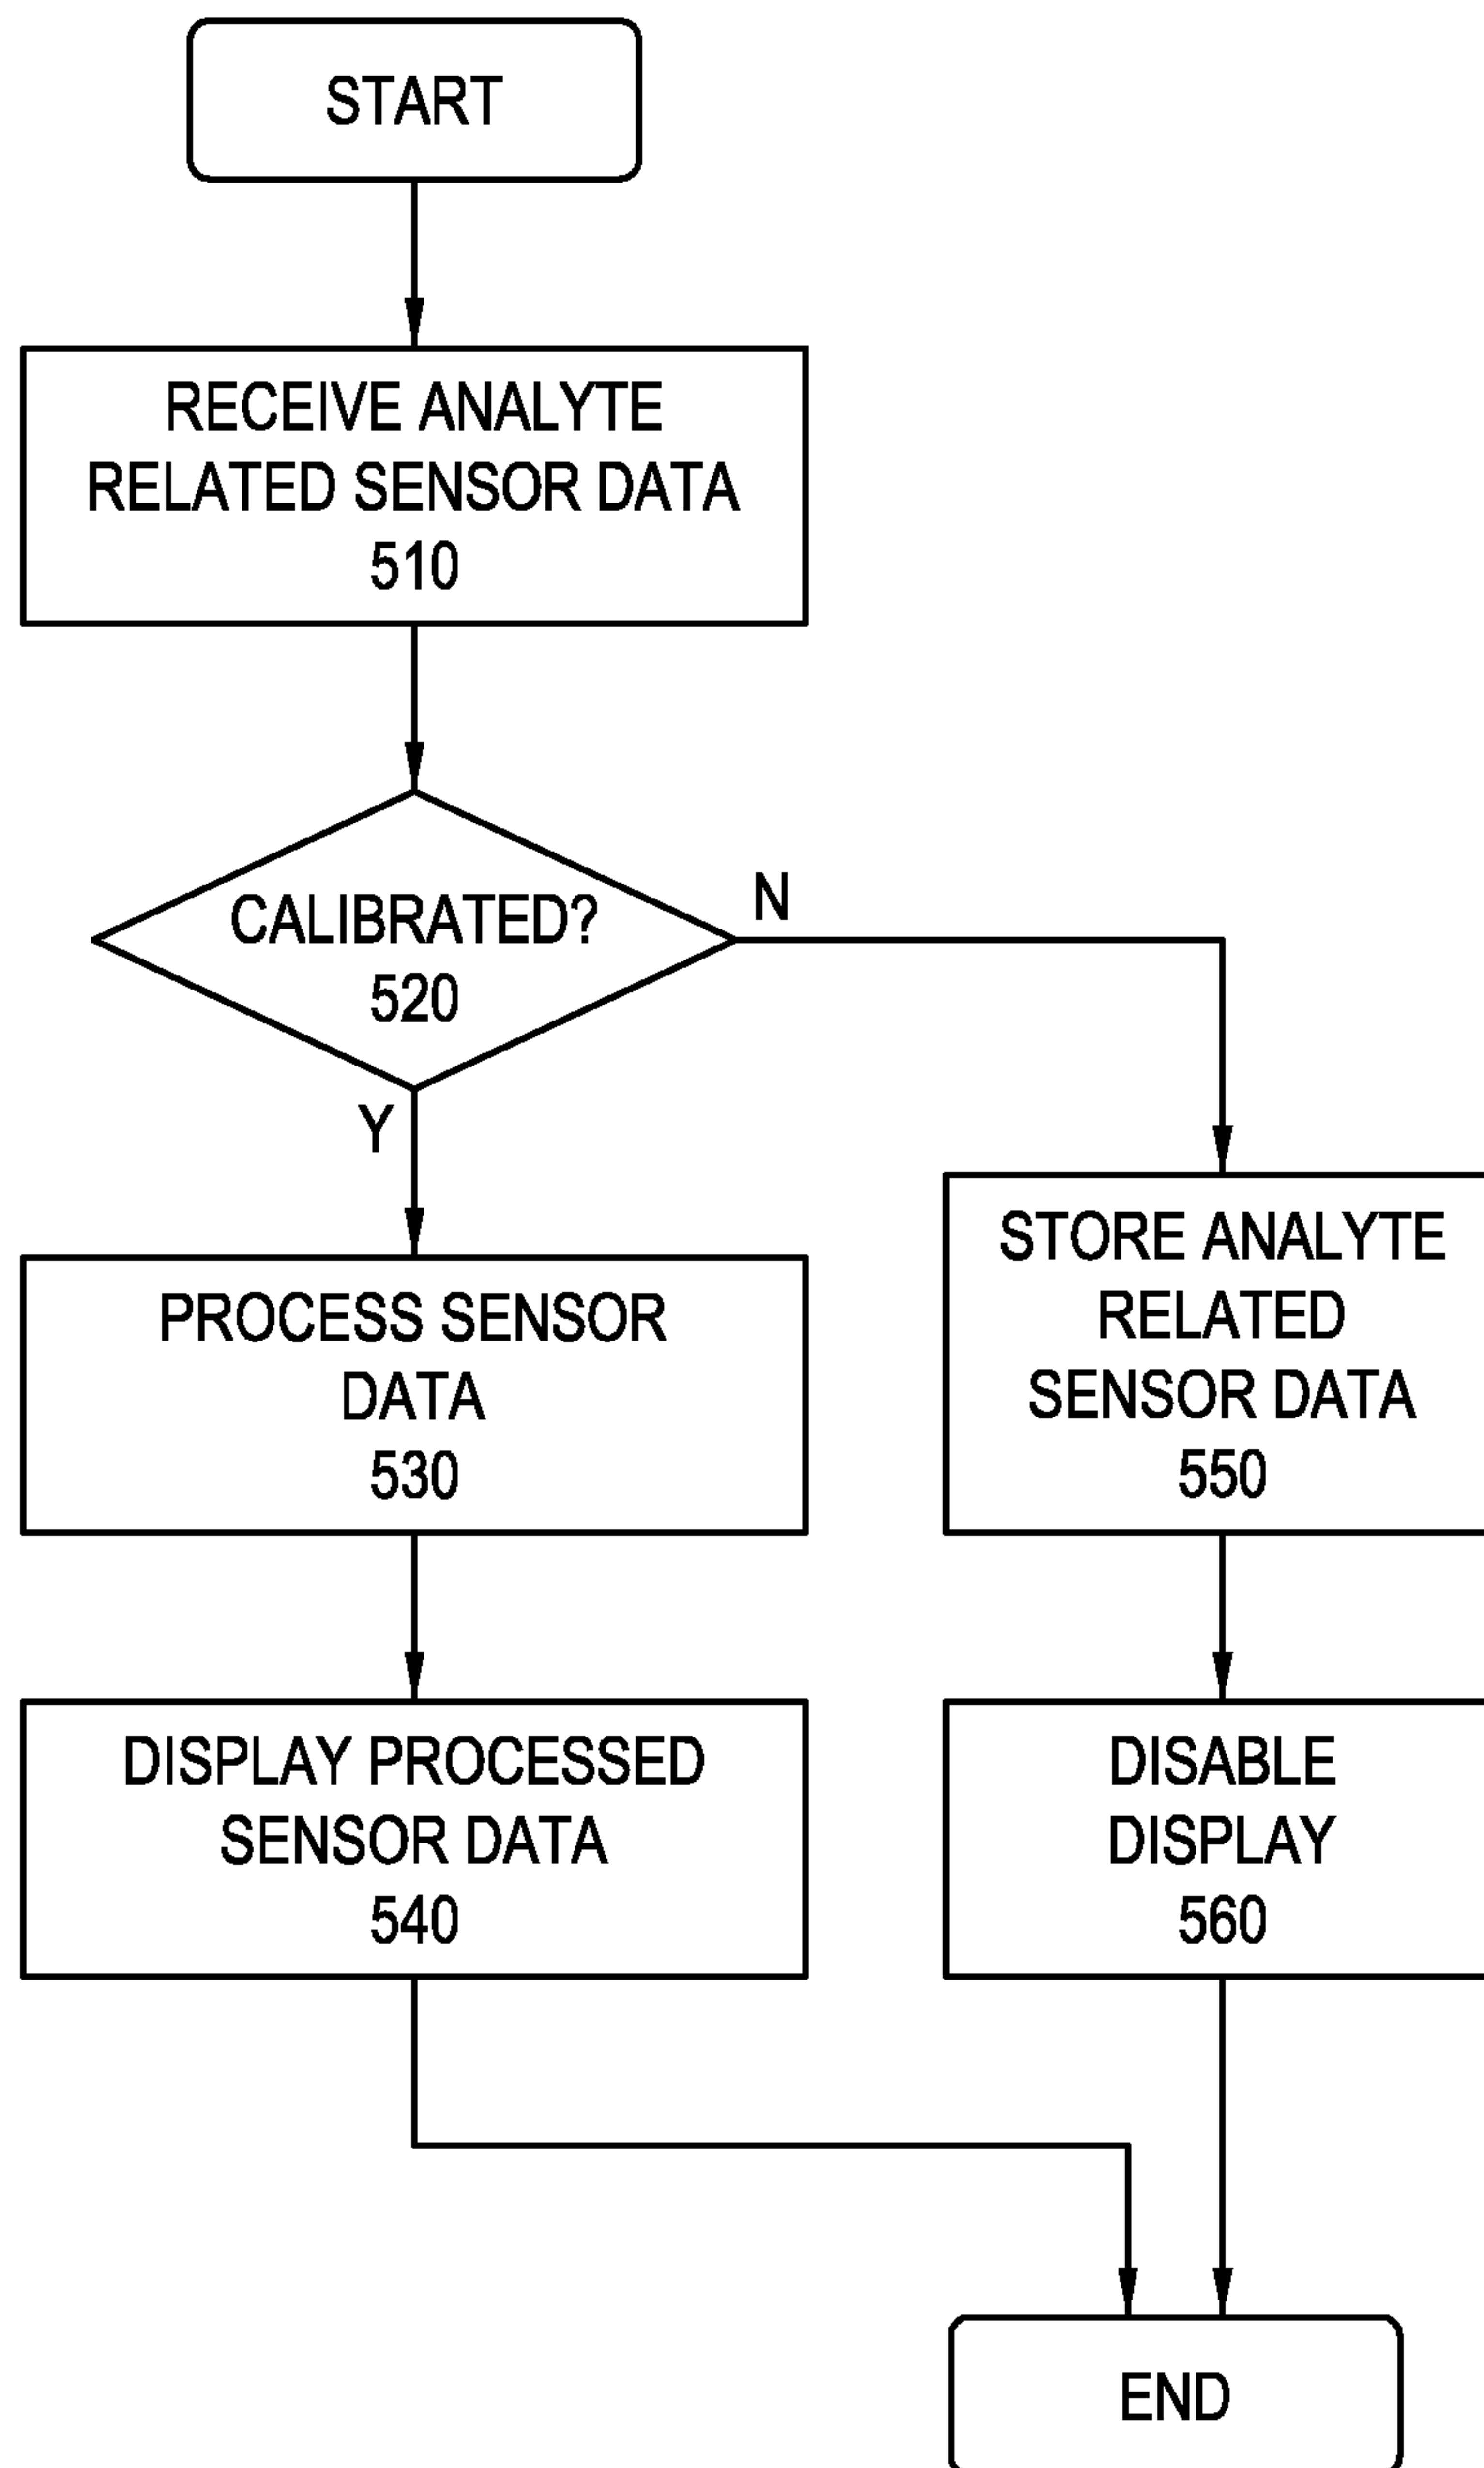 START
RECEIVE ANALYTE
RELATED SENSOR DATA
510
CALIBRATED?
520
N
Y
PROCESS SENSOR
DATA
530
STORE ANALYTE
RELATED
SENSOR DATA
550
DISPLAY PROCESSED
SENSOR DATA
540
DISABLE
DISPLAY
560
END